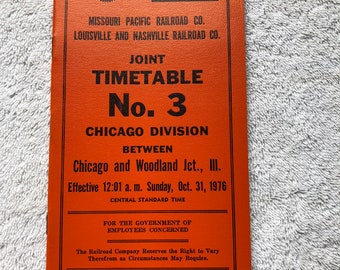 MISSOURI PACIFIC RAILROAD CO.
LOUISVILLE AND NASHVILLE RAILROAD CO.
JOINT
TIMETABLE
No. 3
CHICAGO DIVISION
BETWEEN
Chicago and Woodland Jct., Ill.
Effective 12:01 a. m. Sunday, Oct. 31, 1976
CENTRAL STANDARD TIME
FOR THE GOVERNMENT OF
EMPLOYEES CONCERNED
The Railroad Company Reserves the Right to Vary
Therefrom as Circumstances May Require.